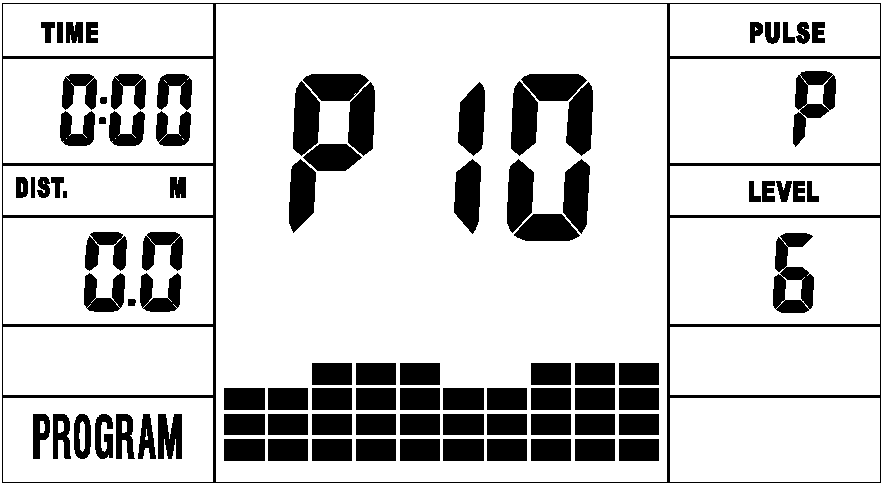 TIME
0:00
DIST. M
0.0
PROGRAM
P10
PULSE
P
LEVEL
6